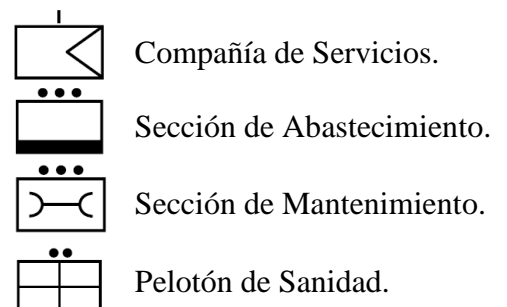 Compañía de Servicios.
Sección de Abastecimiento.
Sección de Mantenimiento.
Pelotón de Sanidad.